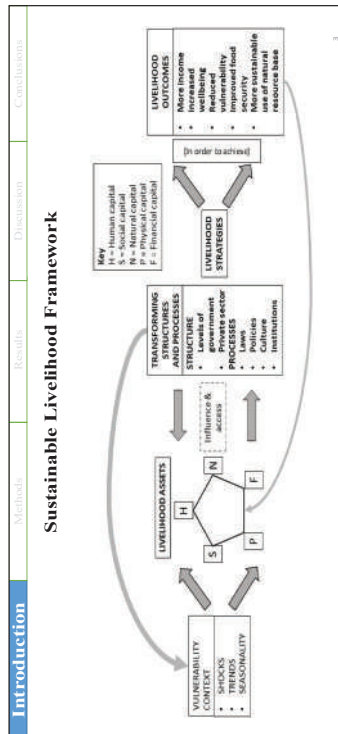 Introduction
Methods
Results
Discussion
Conclusions
Sustainable Livelihood Framework
Key
H = Human capital
S = Social capital
N = Natural capital
P = Physical capital
F = Financial capital
VULNERABILITY
CONTEXT
• SHOCKS
• TRENDS
• SEASONALITY
LIVELIHOOD ASSETS
H
S
N
P
F
Influence &
access
TRANSFORMING
STRUCTURES
AND PROCESSES
STRUCTURE
• Levels of
government
• Private sector
PROCESSES
• Laws
• Policies
• Culture
• Institutions
LIVELIHOOD
STRATEGIES
[In order to achieve]
LIVELIHOOD
OUTCOMES
• More income
• Increased
wellbeing
• Reduced
vulnerability
• Improved food
security
• More sustainable
use of natural
resource base
3